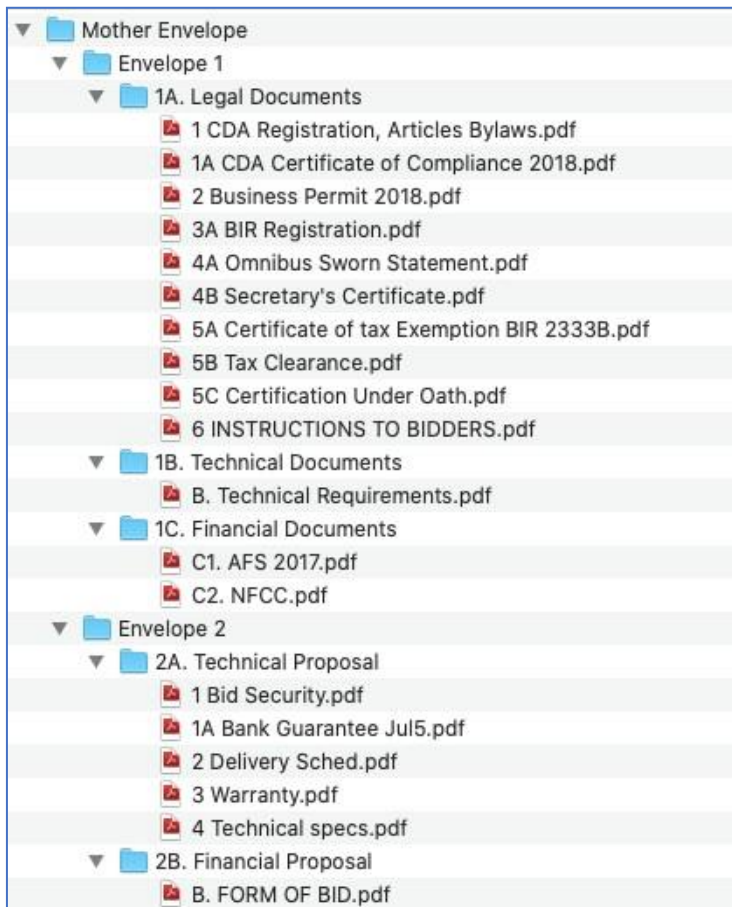 Mother Envelope
Envelope 1
1A. Legal Documents
1 CDA Registration, Articles Bylaws.pdf
1A CDA Certificate of Compliance 2018.pdf
2 Business Permit 2018.pdf
3A BIR Registration.pdf
4A Omnibus Sworn Statement.pdf
4B Secretary's Certificate.pdf
5A Certificate of tax Exemption BIR 2333B.pdf
5B Tax Clearance.pdf
5C Certification Under Oath.pdf
6 INSTRUCTIONS TO BIDDERS.pdf
1B. Technical Documents
B. Technical Requirements.pdf
1C. Financial Documents
C1. AFS 2017.pdf
C2. NFCC.pdf
Envelope 2
2A. Technical Proposal
1 Bid Security.pdf
1A Bank Guarantee Jul5.pdf
2 Delivery Sched.pdf
3 Warranty.pdf
4 Technical specs.pdf
2B. Financial Proposal
B. FORM OF BID.pdf